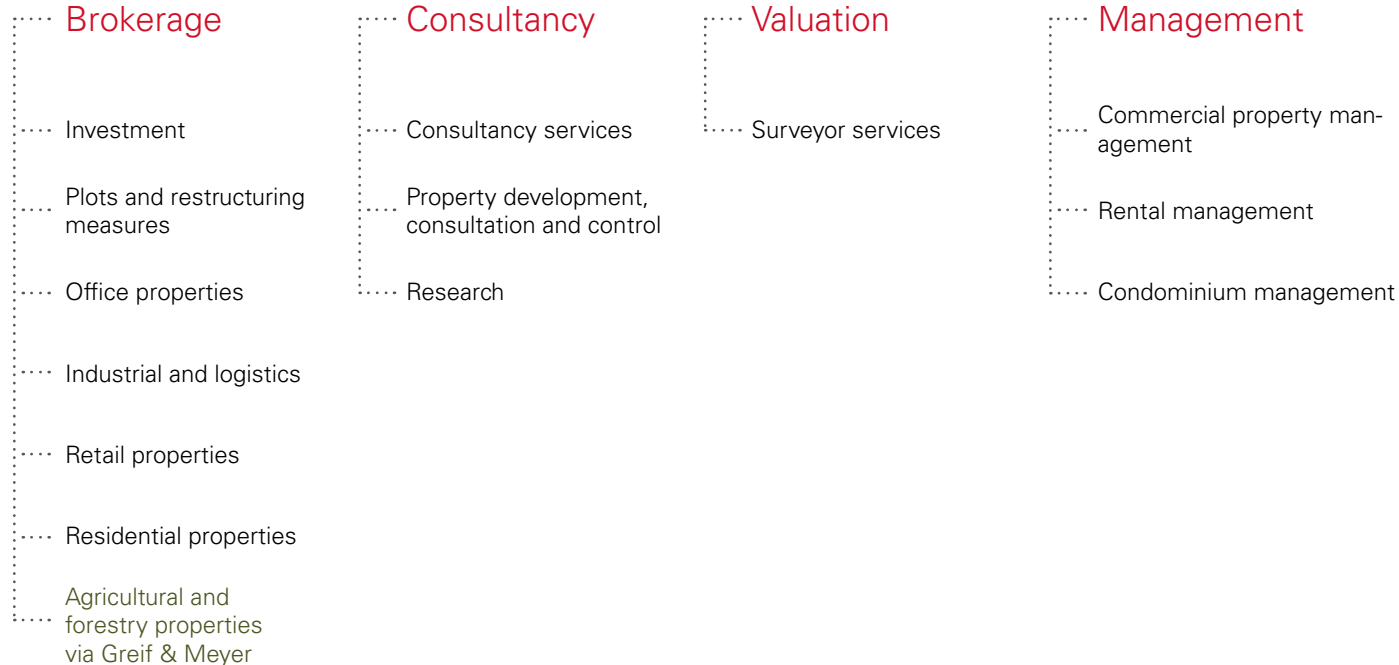 Brokerage
Investment
Plots and restructuring
measures
Office properties
Industrial and logistics
Retail properties
Residential properties
Agricultural and
forestry properties
via Greif & Meyer
Consultancy
Consultancy services
Property development,
consultation and control
Research
Valuation
Surveyor services
Management
Commercial property man-
agement
Rental management
Condominium management